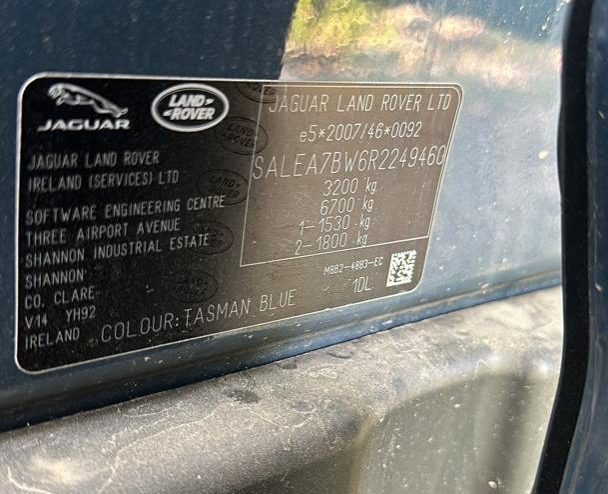 JAGUAR
LAND-
-ROVER
JAGUAR LAND ROVER LTD
e5*2007/46*0092
SALEA7BW6R2249460
3200 kg
6700 kg
1-1530 kg
2-1800 kg
JAGUAR LAND ROVER
IRELAND (SERVICES) LTD
SOFTWARE ENGINEERING CENTRE
THREE AIRPORT AVENUE
SHANNON INDUSTRIAL ESTATE
SHANNON
CO. CLARE
V14 YH92
IRELAND
M8B2-4883-EC
COLOUR:TASMAN BLUE 1DL